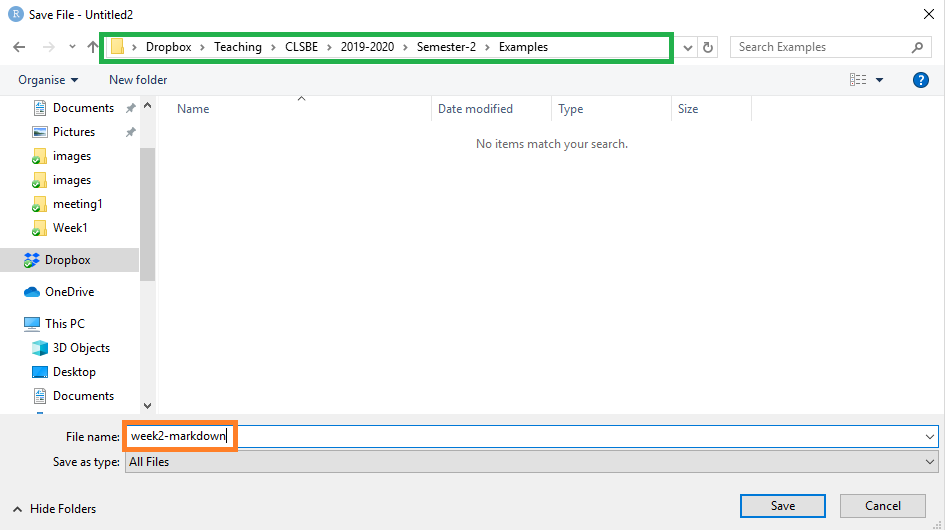 R Save File - Untitled2
Dropbox > Teaching > CLSBE > 2019-2020 > Semester-2 > Examples
Search Examples
Organise New folder ?
Name Date modified Type Size
No items match your search.
Documents
Pictures
images
images
meeting1
Week1
Dropbox
OneDrive
This PC
3D Objects
Desktop
Documents
File name: week2-markdown
Save as type: All Files
Hide Folders Save Cancel